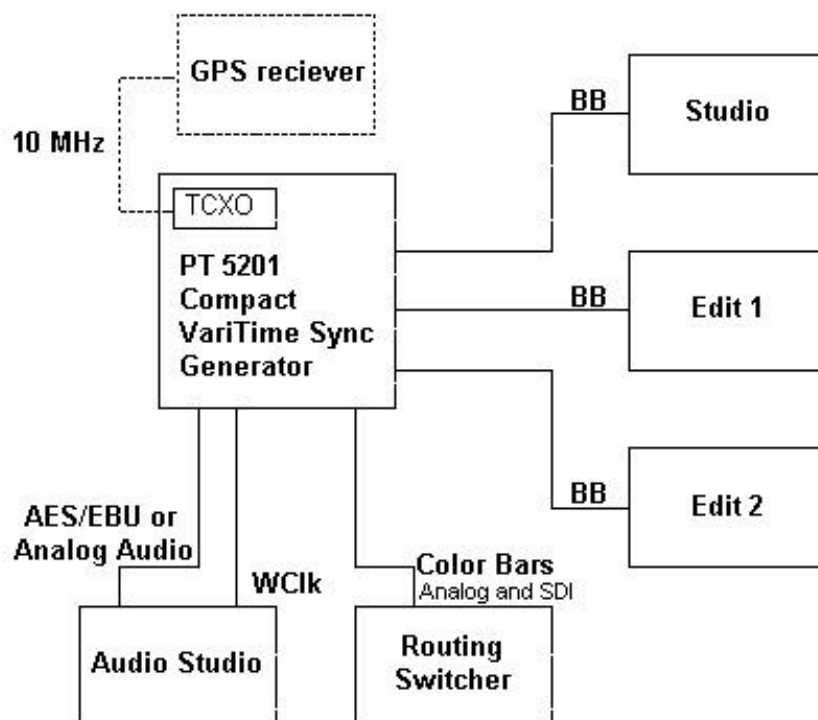 GPS reciever
10 MHz
BB
Studio
TCXO
PT 5201
Compact
VariTime Sync
Generator
BB
Edit 1
BB
Edit 2
AES/EBU or
Analog Audio
WClk
Color Bars
Analog and SDI
Audio Studio
Routing
Switcher